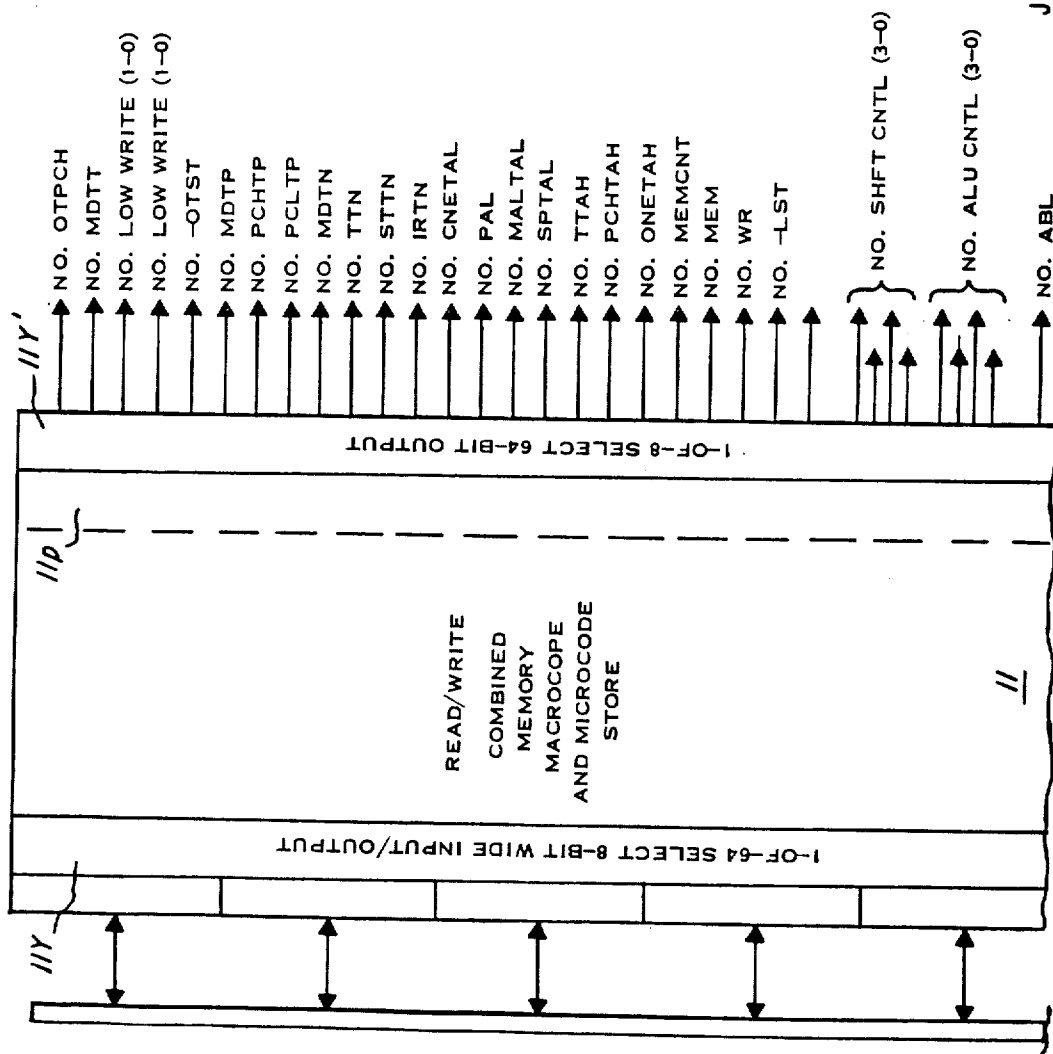 11Y'
11p
11Y
NO. OTPCH
NO. MDTT
NO. LOW WRITE (1-0)
NO. LOW WRITE (1-0)
NO. -OTST
NO. MDTP
NO. PCHTP
NO. PCLTP
NO. MDTN
NO. TTN
NO. STTN
NO. IRTN
NO. CNETAL
NO. PAL
NO. MALTAL
NO. SPTAL
NO. TTAH
NO. PCHTAH
NO. ONETAH
NO. MEMCNT
NO. MEM
NO. WR
NO. -LST
NO. SHFT CNTL (3-0)
NO. ALU CNTL (3-0)
NO. ABL
J
1-OF-8 SELECT 64-BIT OUTPUT
READ/WRITE
COMBINED
MEMORY
MACROCOPE
AND MICROCODE
STORE
11
1-OF-64 SELECT 8-BIT WIDE INPUT/OUTPUT